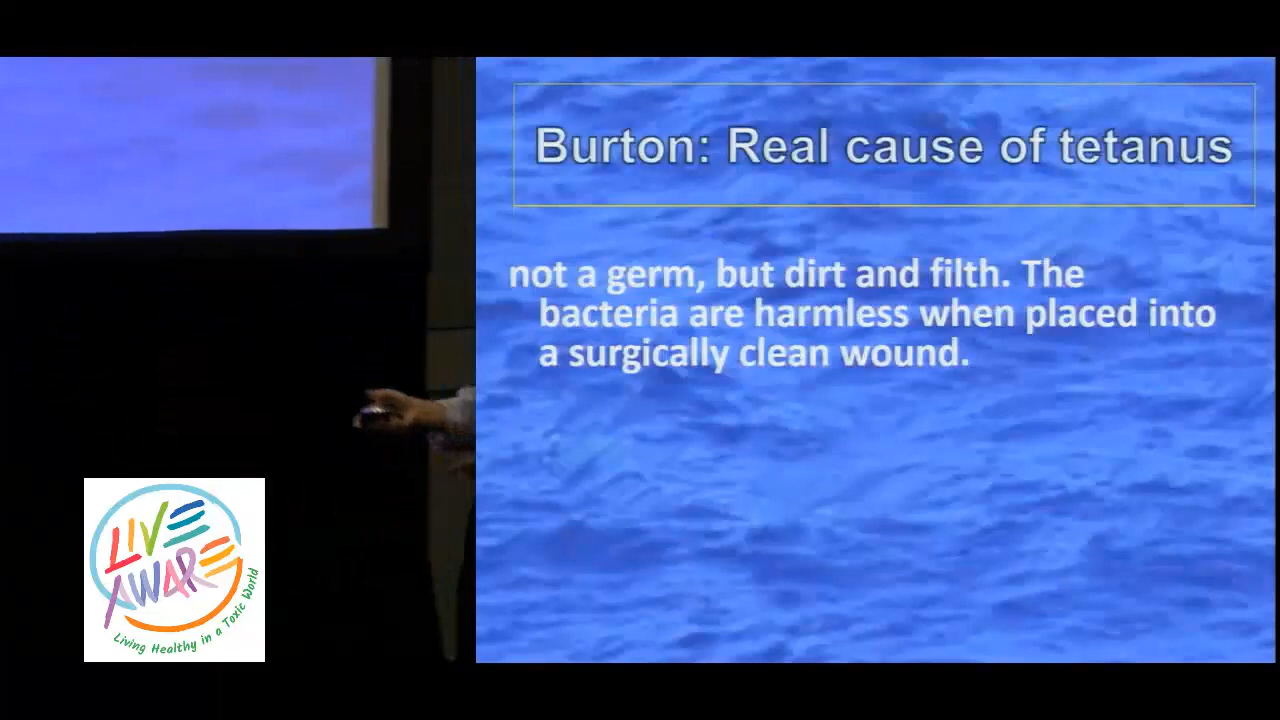 Burton: Real cause of tetanus
not a germ, but dirt and filth. The
bacteria are harmless when placed into
a surgically clean wound.
LIVE
AWARE
Living Healthy in a Toxic World